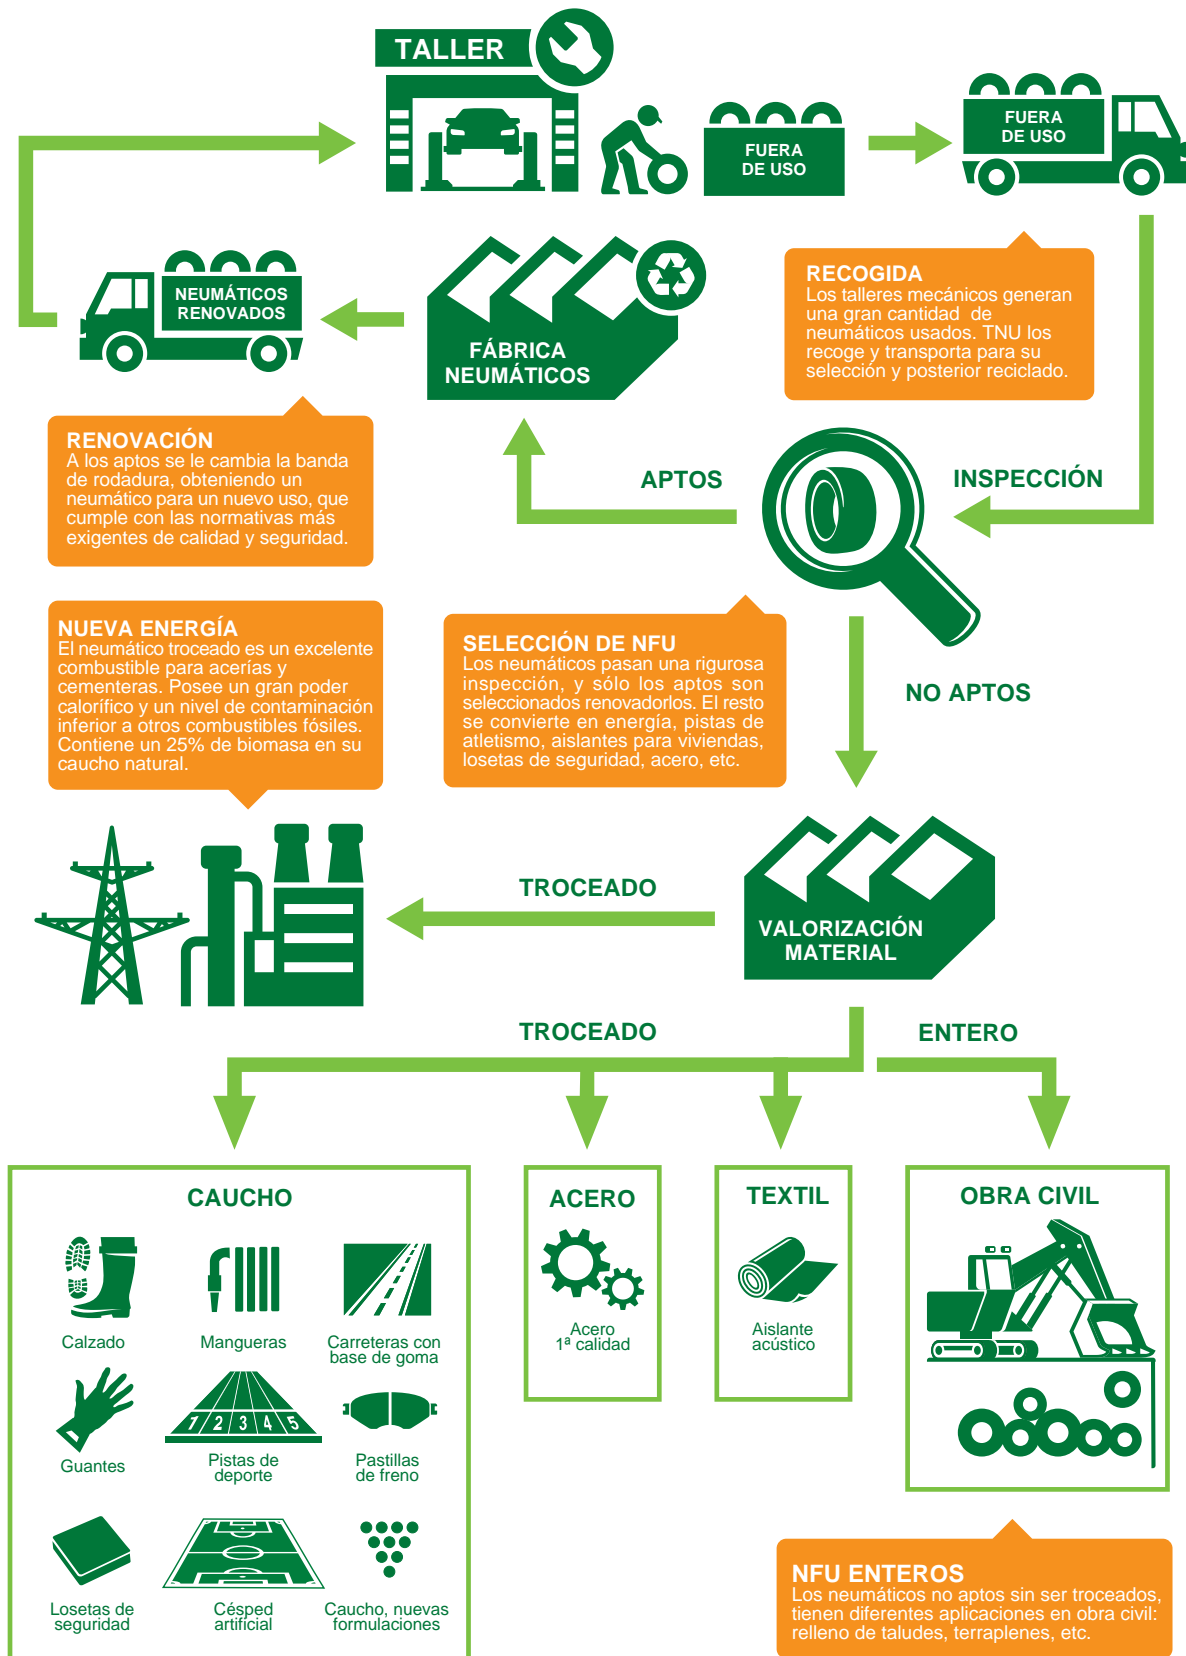 TALLER
FUERA
DE USO
FUERA
DE USO
RECOGIDA
Los talleres mecánicos generan
una gran cantidad de
neumáticos usados. TNU los
recoge y transporta para su
selección y posterior reciclado.
NEUMÁTICOS
RENOVADOS
FÁBRICA
NEUMÁTICOS
RENOVACIÓN
A los aptos se le cambia la banda
de rodadura, obteniendo un
neumático para un nuevo uso, que
cumple con las normativas más
exigentes de calidad y seguridad.
APTOS
INSPECCIÓN
NUEVA ENERGÍA
El neumático troceado es un excelente
combustible para acerías y
cementeras. Posee un gran poder
calorífico y un nivel de contaminación
inferior a otros combustibles fósiles.
Contiene un 25% de biomasa en su
caucho natural.
SELECCIÓN DE NFU
Los neumáticos pasan una rigurosa
inspección, y sólo los aptos son
seleccionados renovadorlos. El resto
se convierte en energía, pistas de
atletismo, aislantes para viviendas,
losetas de seguridad, acero, etc.
NO APTOS
TROCEADO
VALORIZACIÓN
MATERIAL
TROCEADO
ENTERO
CAUCHO
Calzado
Mangueras
Carreteras con
base de goma
Guantes
1 2 3 4 5
Pistas de
deporte
Pastillas
de freno
Losetas de
seguridad
Césped
artificial
Caucho, nuevas
formulaciones
ACERO
Acero
1ª calidad
TEXTIL
Aislante
acústico
OBRA CIVIL
NFU ENTEROS
Los neumáticos no aptos sin ser troceados,
tienen diferentes aplicaciones en obra civil:
relleno de taludes, terraplenes, etc.